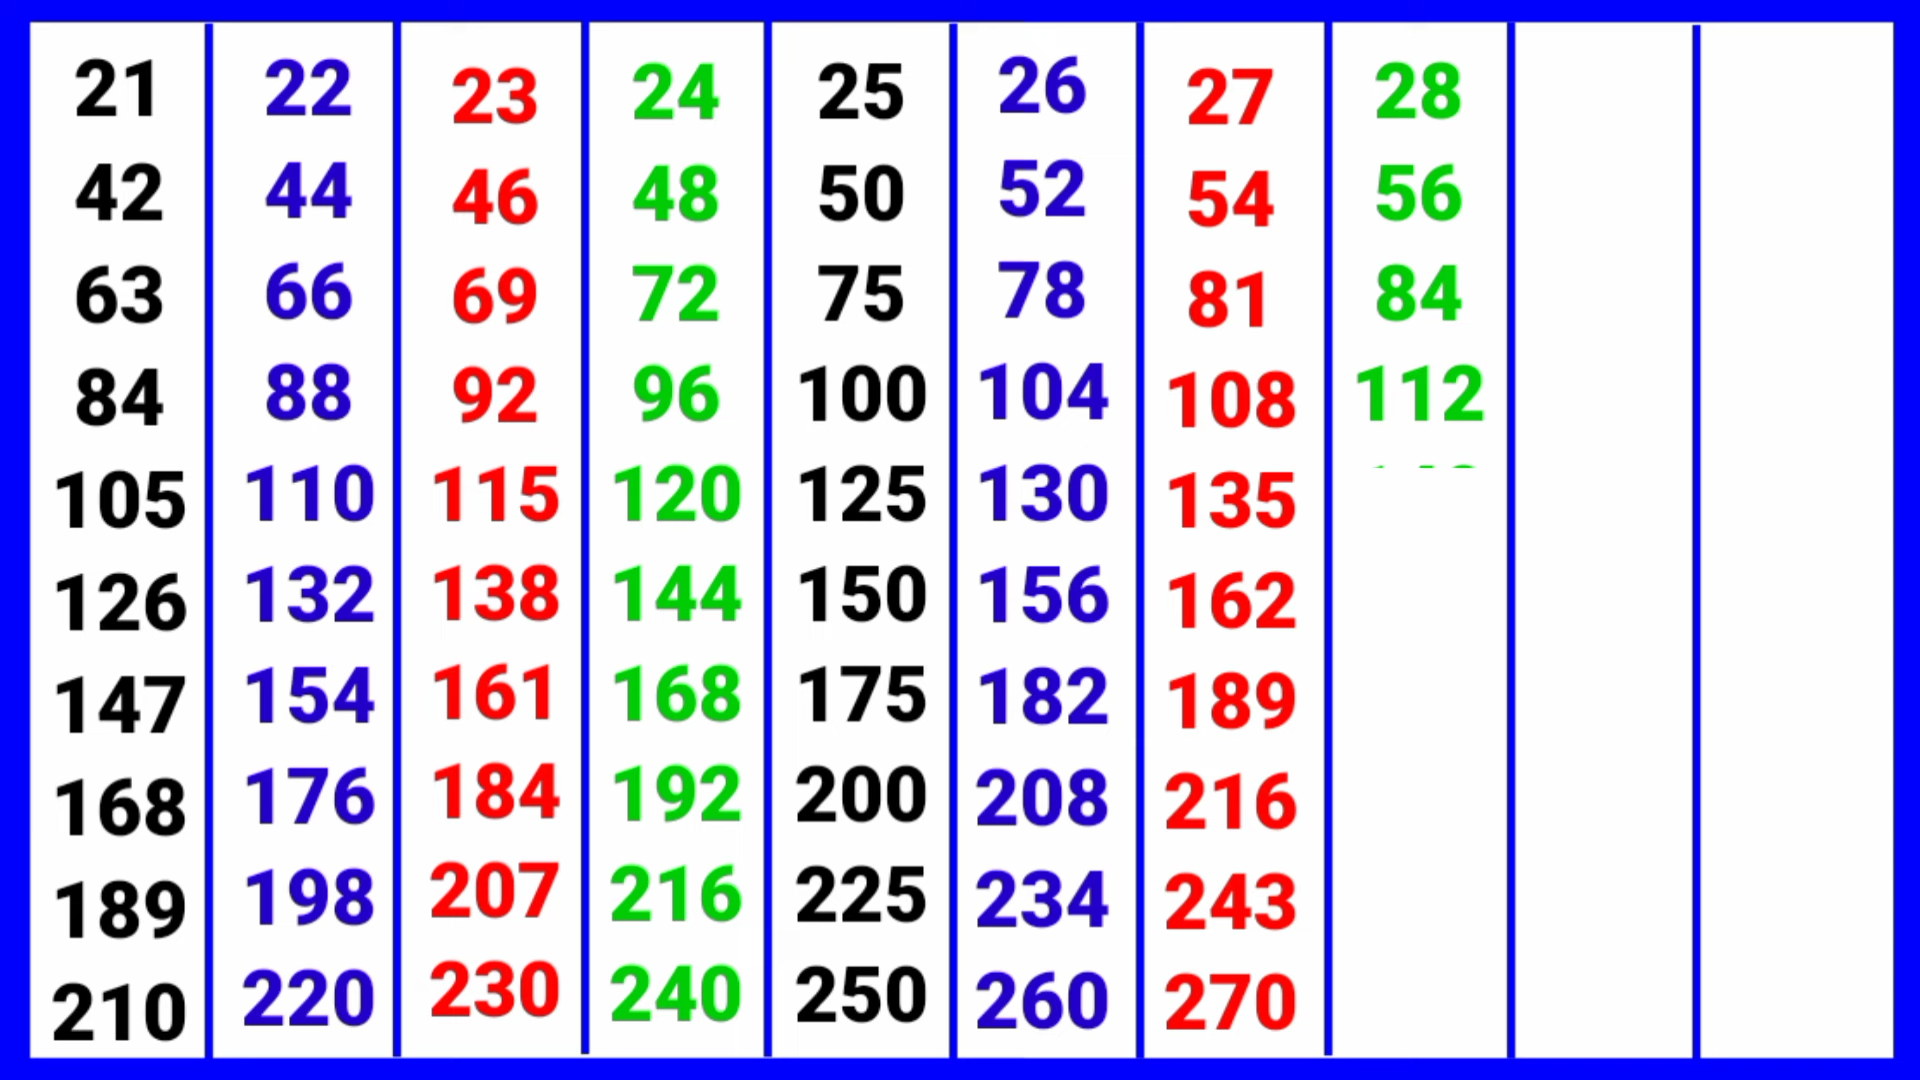 21 22 23 24 25 26 27 28
42 44 46 48 50 52 54 56
63 66 69 72 75 78 81 84
84 88 92 96 100 104 108 112
105 110 115 120 125 130 135
126 132 138 144 150 156 162
147 154 161 168 175 182 189
168 176 184 192 200 208 216
189 198 207 216 225 234 243
210 220 230 240 250 260 270